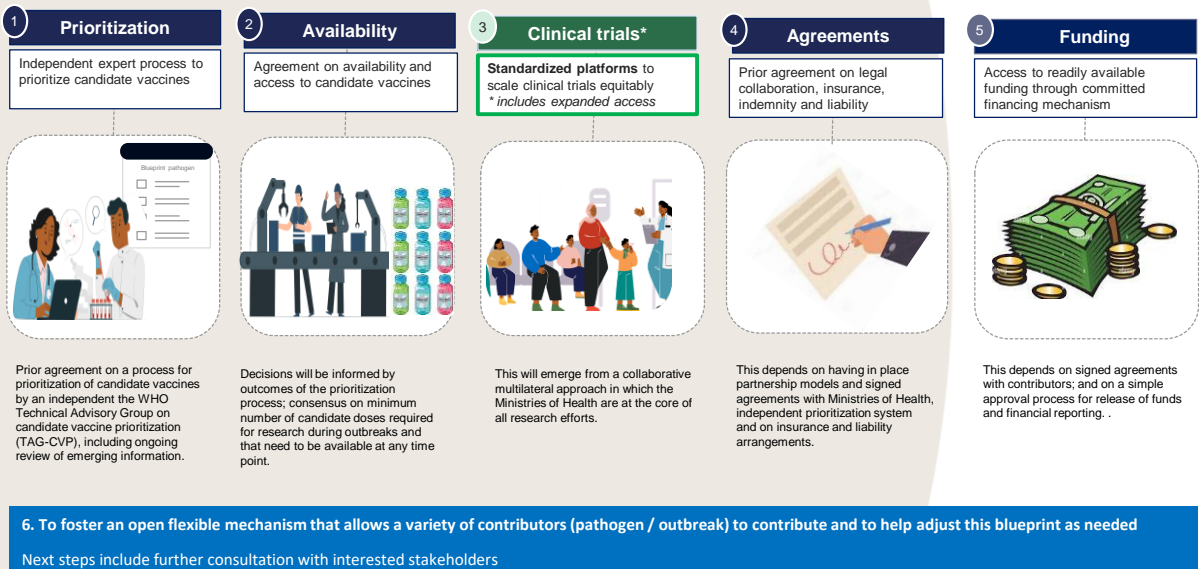 1
Prioritization
Independent expert process to
prioritize candidate vaccines
Blueprint pathogen
Prior agreement on a process for
prioritization of candidate vaccines
by an independent the WHO
Technical Advisory Group on
candidate vaccine prioritization
(TAG-CVP), including ongoing
review of emerging information.
2
Availability
Agreement on availability and
access to candidate vaccines
Decisions will be informed by
outcomes of the prioritization
process; consensus on minimum
number of candidate doses required
for research during outbreaks and
that need to be available at any time
point.
3
Clinical trials*
Standardized platforms to
scale clinical trials equitably
* includes expanded access
This will emerge from a collaborative
multilateral approach in which the
Ministries of Health are at the core of
all research efforts.
4
Agreements
Prior agreement on legal
collaboration, insurance,
indemnity and liability
This depends on having in place
partnership models and signed
agreements with Ministries of Health,
independent prioritization system
and on insurance and liability
arrangements.
5
Funding
Access to readily available
funding through committed
financing mechanism
This depends on signed agreements
with contributors; and on a simple
approval process for release of funds
and financial reporting. .
6. To foster an open flexible mechanism that allows a variety of contributors (pathogen / outbreak) to contribute and to help adjust this blueprint as needed
Next steps include further consultation with interested stakeholders